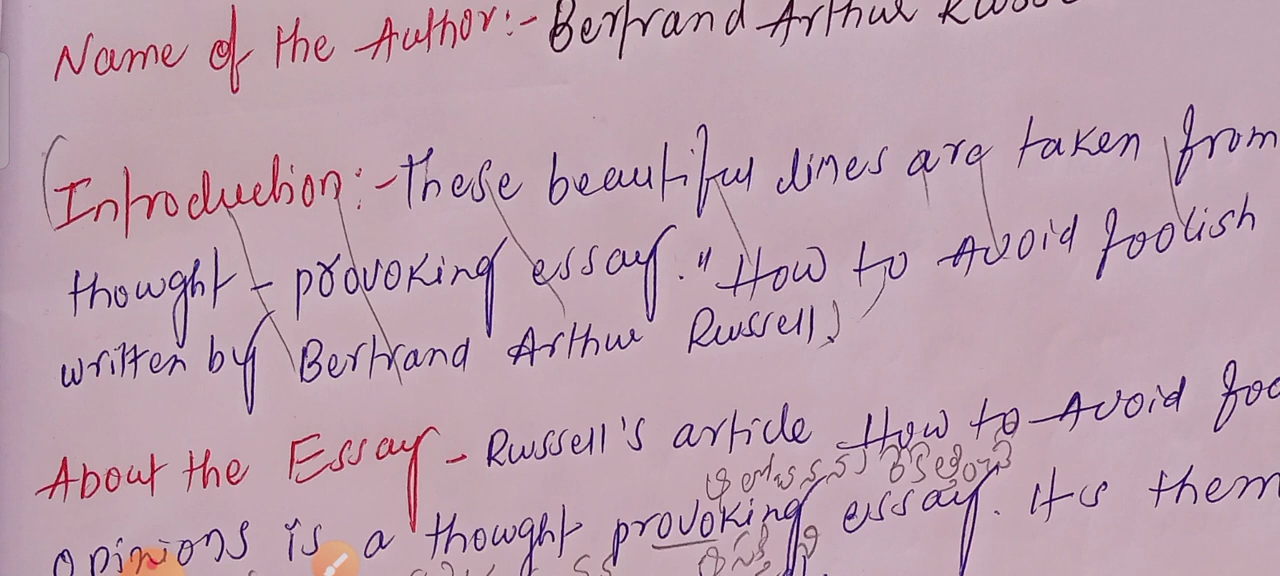 Name of the Author:- Bertrand Arthur
Introduction:- These beautiful lines are taken from
thought - provoking essay. "How to Avoid foolish
written by Bertrand Arthur Russell)
About the Essay - Russell's article How to Avoid
opinions is a thought provoking essay. Its